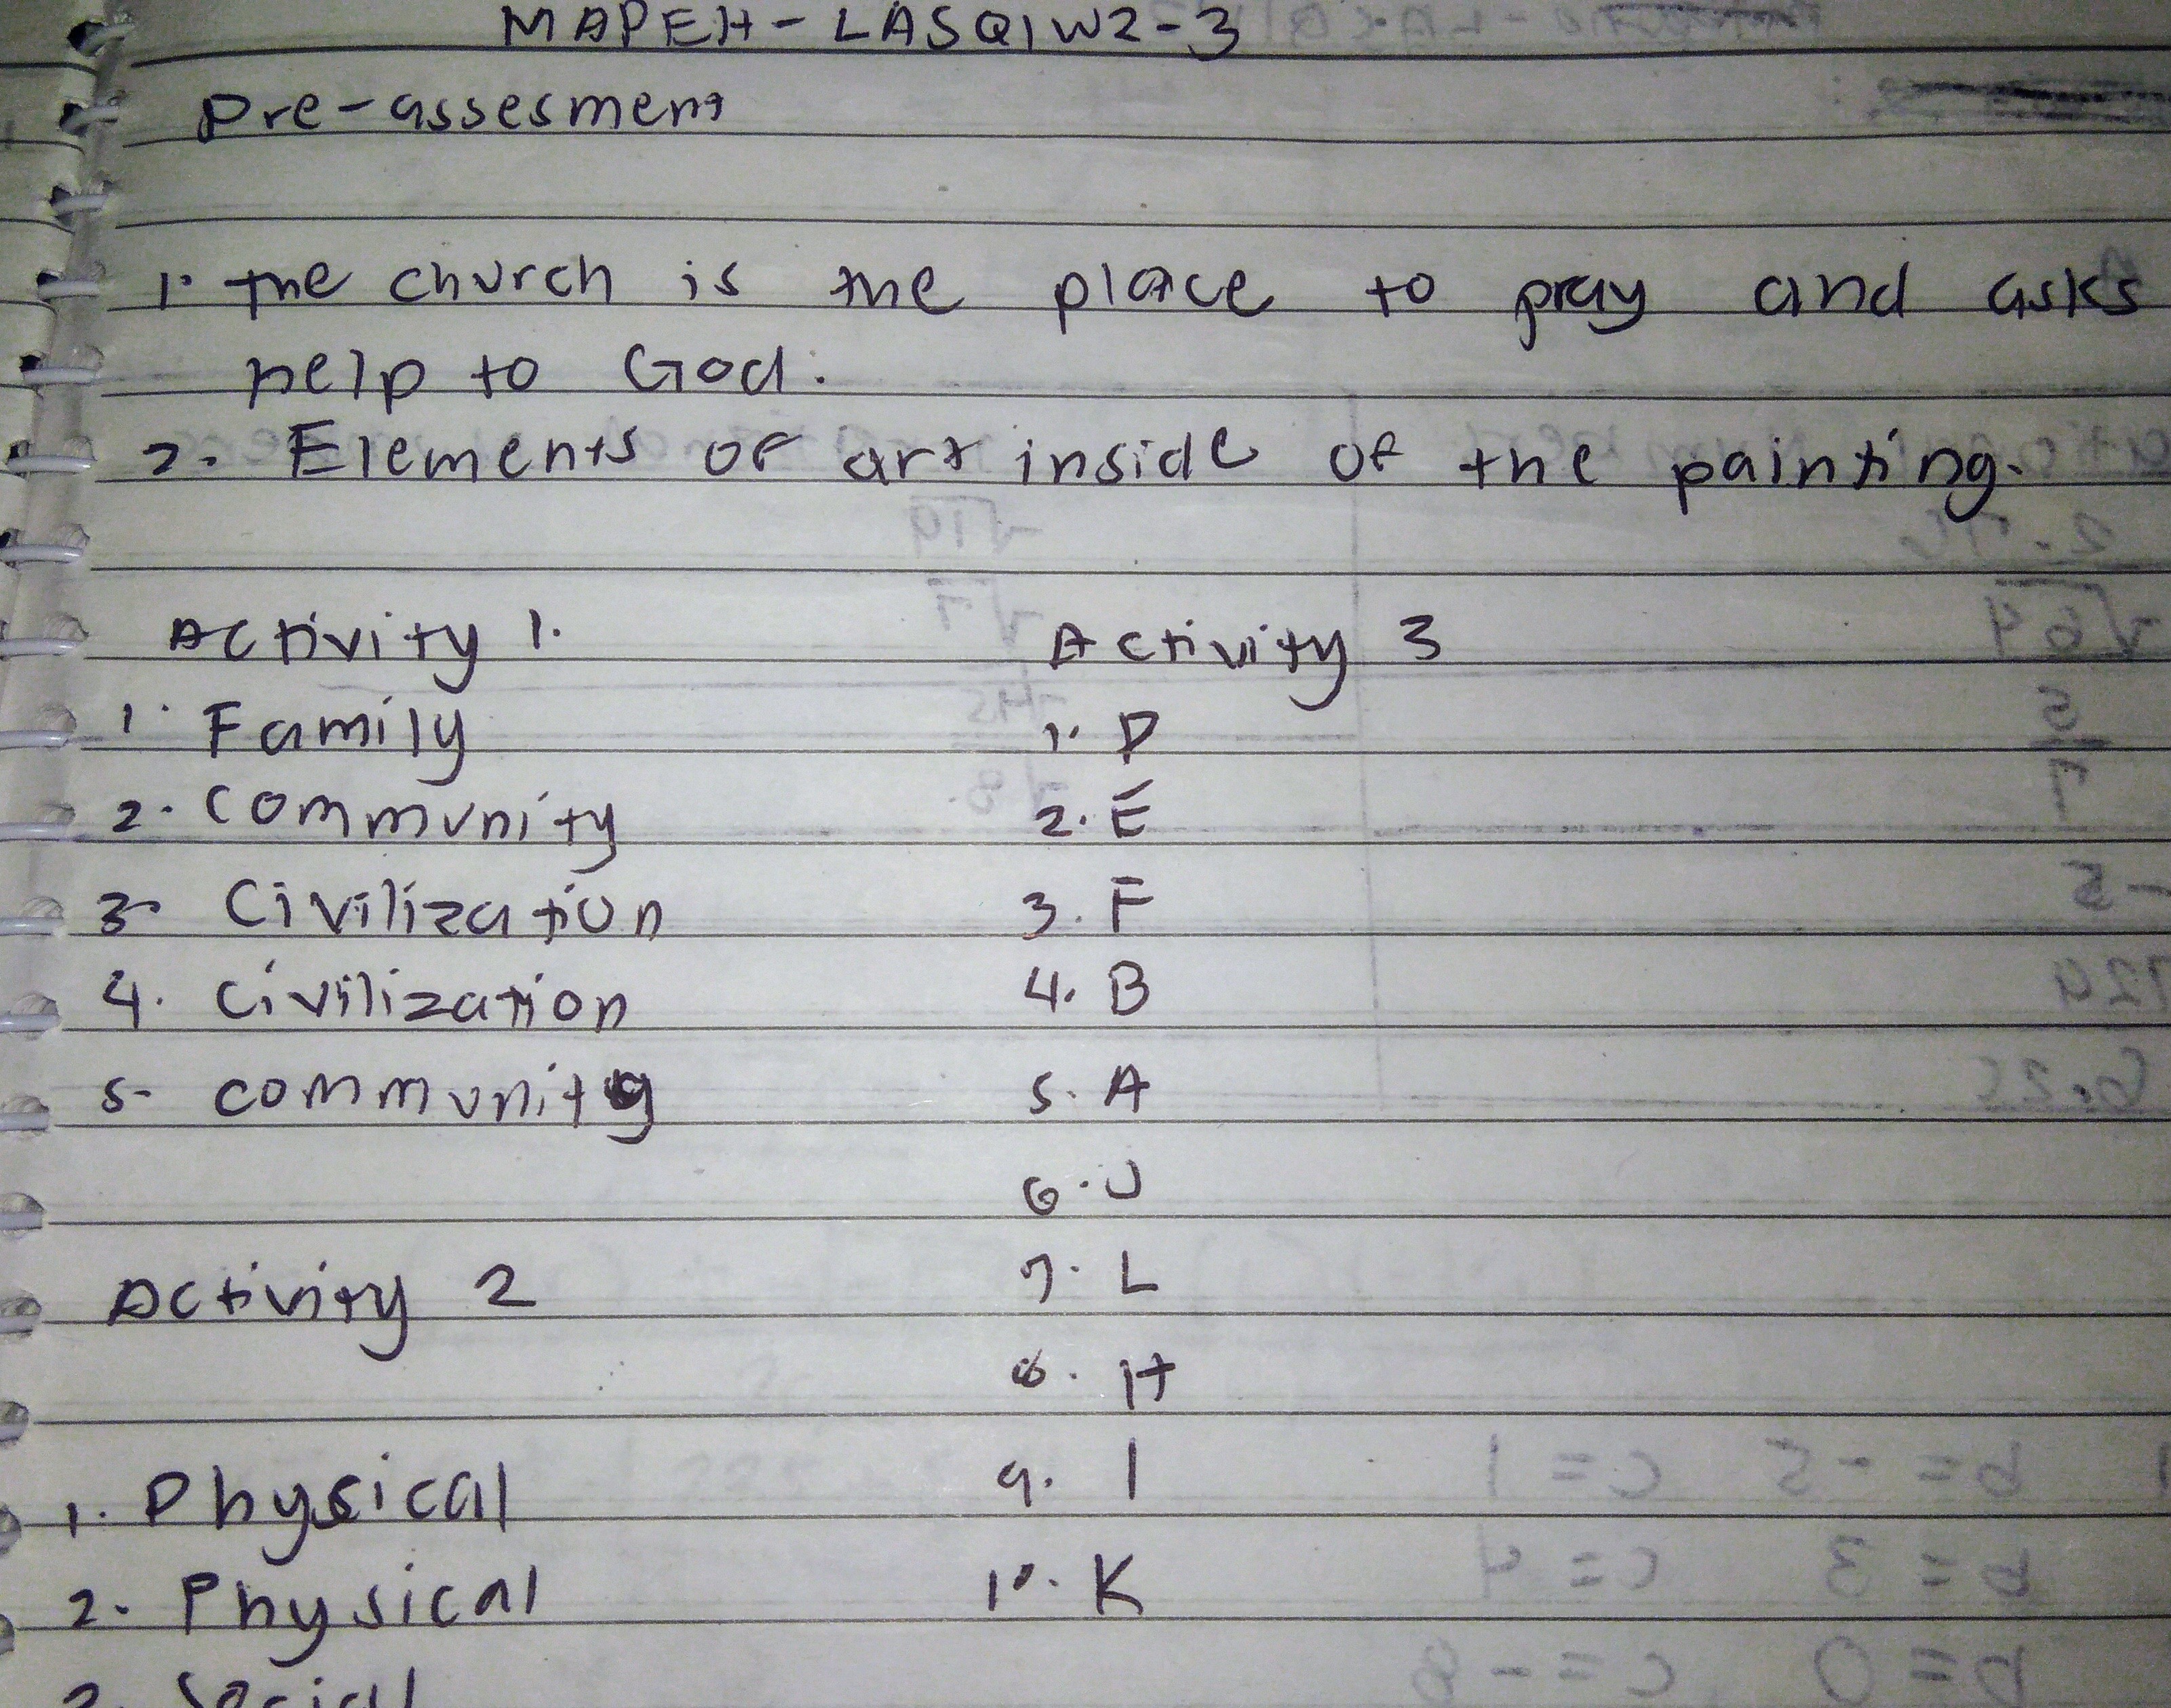 MAPEH - LASQ1W2-3
Pre-assesment
1. The church is the place to pray and asks
help to God.
2. Elements of art inside of the painting.
Activity 1.
1. Family
2. Community
3. Civilization
4. Civilization
5. community
Activity 2
1. Physical
2. Physical
3. Social
Activity 3
1. D
2. E
3. F
4. B
5. A
6. J
7. L
8. H
9. I
10. K